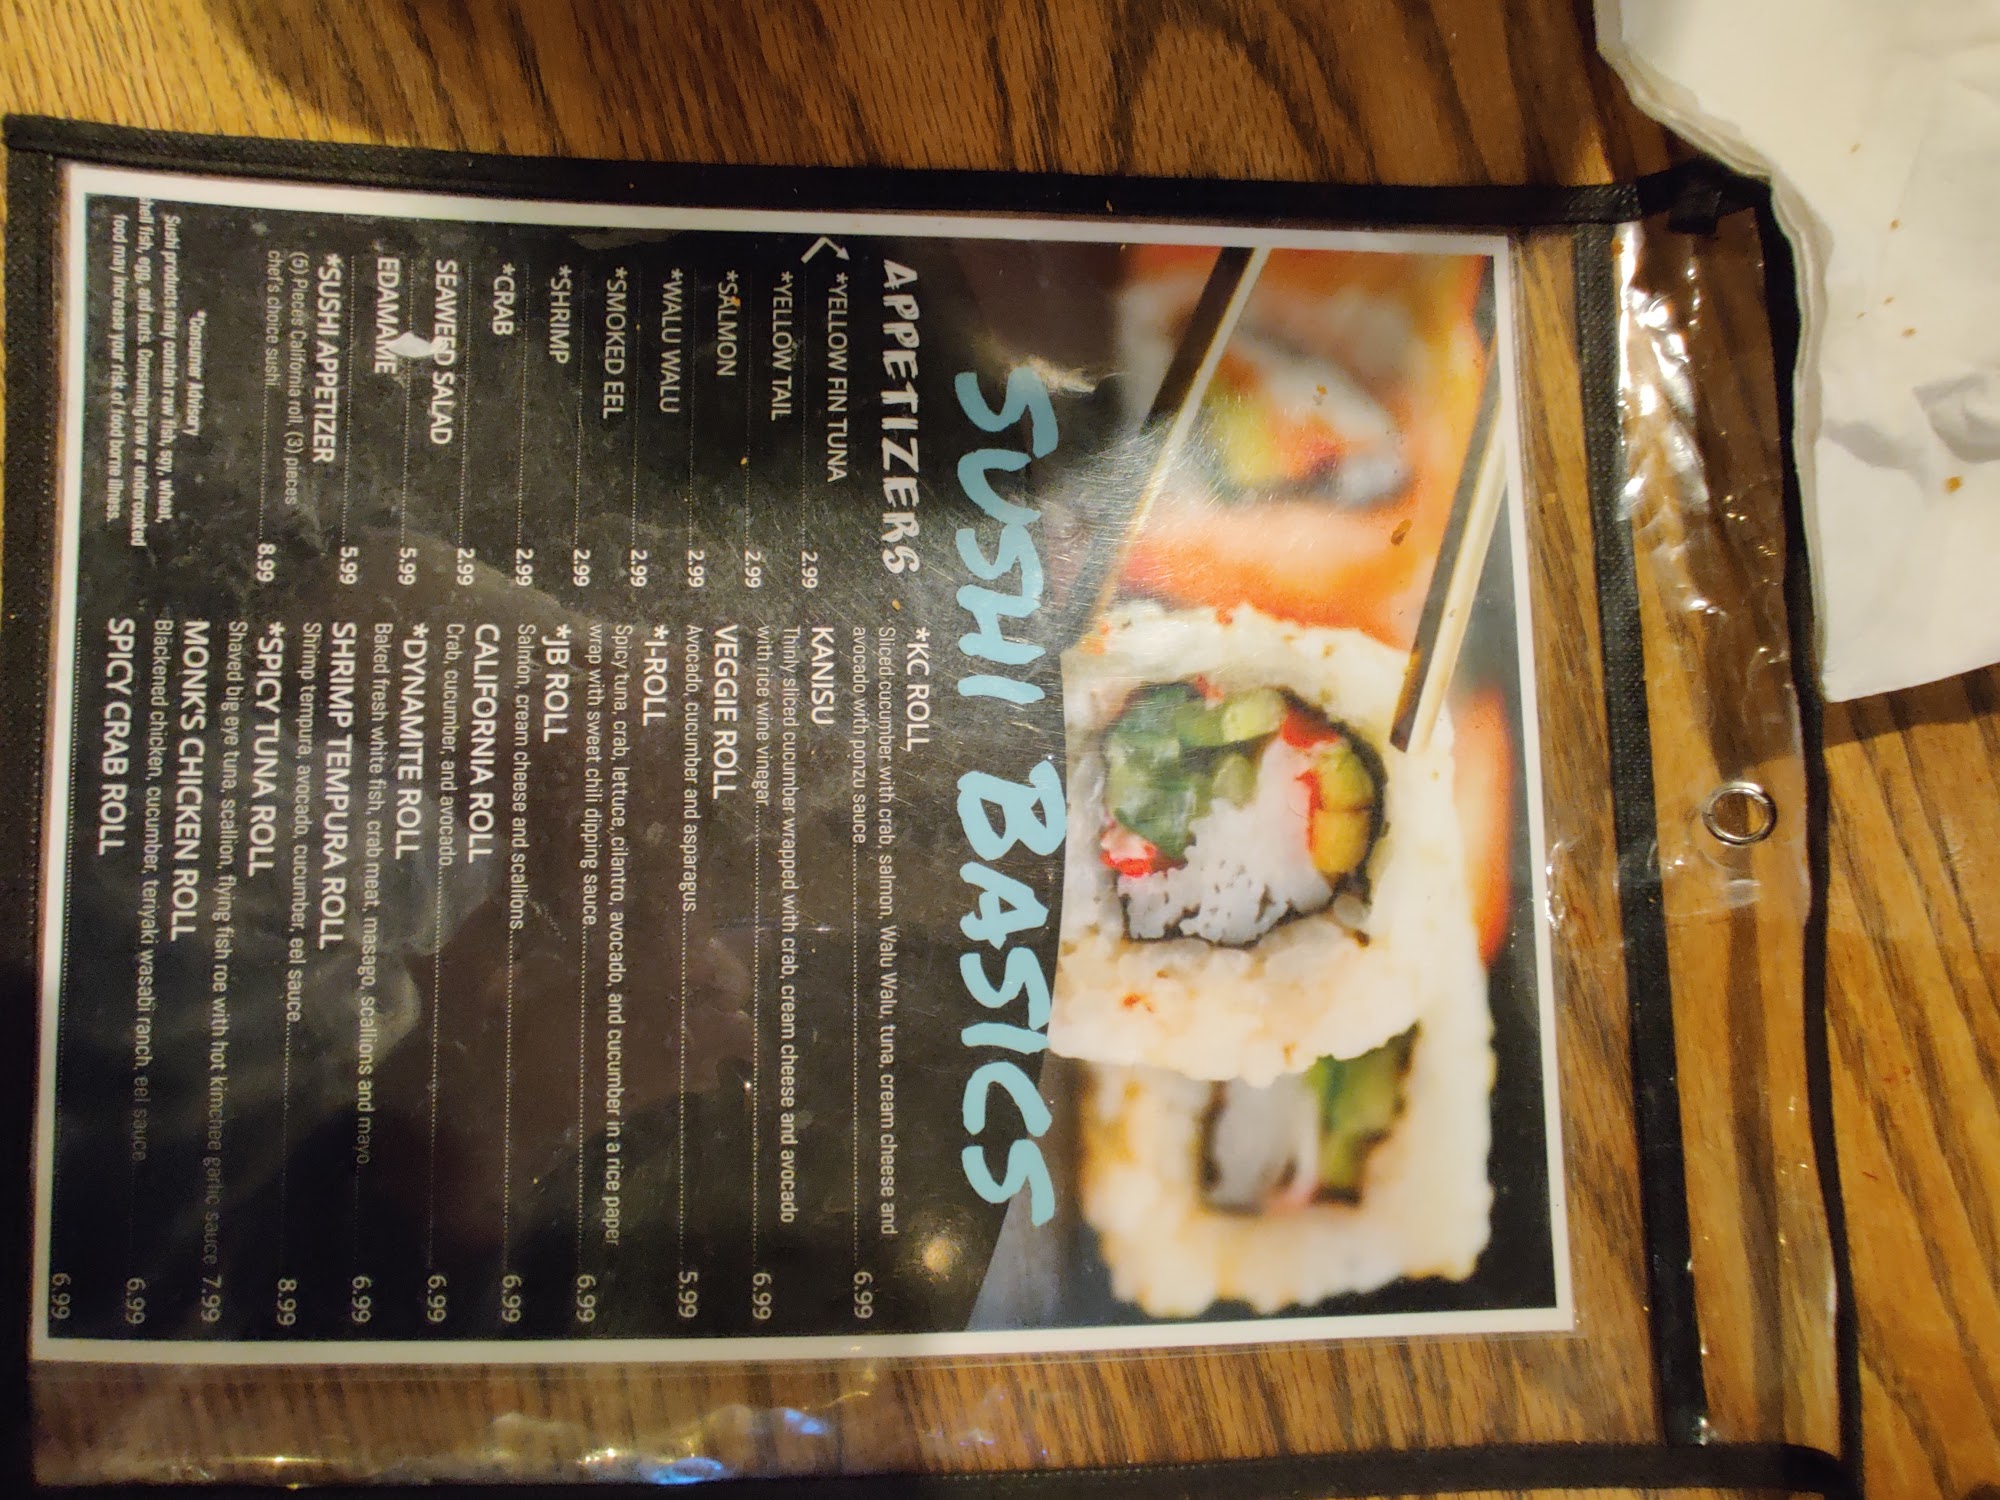 SUSHI BASICS
APPETIZERS
*YELLOW FIN TUNA 2.99
*YELLOW TAIL 2.99
*SALMON 2.99
*WALU WALU 2.99
*SMOKED EEL 2.99
*SHRIMP 2.99
*CRAB 2.99
SEAWEED SALAD 5.99
EDAMAME 5.99
*SUSHI APPETIZER
(5) Pieces California roll, (3) pieces
chef's choice sushi 8.99
*Consumer Advisory
Sushi products may contain raw fish, soy, wheat,
shell fish, egg, and nuts. Consuming raw or undercooked
food may increase your risk of food borne illness.
*KC ROLL
Sliced cucumber with crab, salmon, Walu Walu, tuna, cream cheese and
avocado with ponzu sauce 6.99
KANISU
Thinly sliced cucumber wrapped with crab, cream cheese and avocado
with rice wine vinegar 6.99
VEGGIE ROLL
Avocado, cucumber and asparagus 5.99
*I-ROLL
Spicy tuna, crab, lettuce, cilantro, avocado, and cucumber in a rice paper
wrap with sweet chili dipping sauce 6.99
*JB ROLL
Salmon, cream cheese and scallions 6.99
CALIFORNIA ROLL
Crab, cucumber, and avocado 6.99
*DYNAMITE ROLL
Baked fresh white fish, crab meat, masago, scallions and mayo 6.99
SHRIMP TEMPURA ROLL
Shrimp tempura, avocado, cucumber, eel sauce 8.99
*SPICY TUNA ROLL
Shaved big eye tuna, scallion, flying fish roe with hot kimchee garlic sauce 7.99
MONK'S CHICKEN ROLL
Blackened chicken, cucumber, teriyaki wasabi ranch, eel sauce 6.99
SPICY CRAB ROLL
6.99